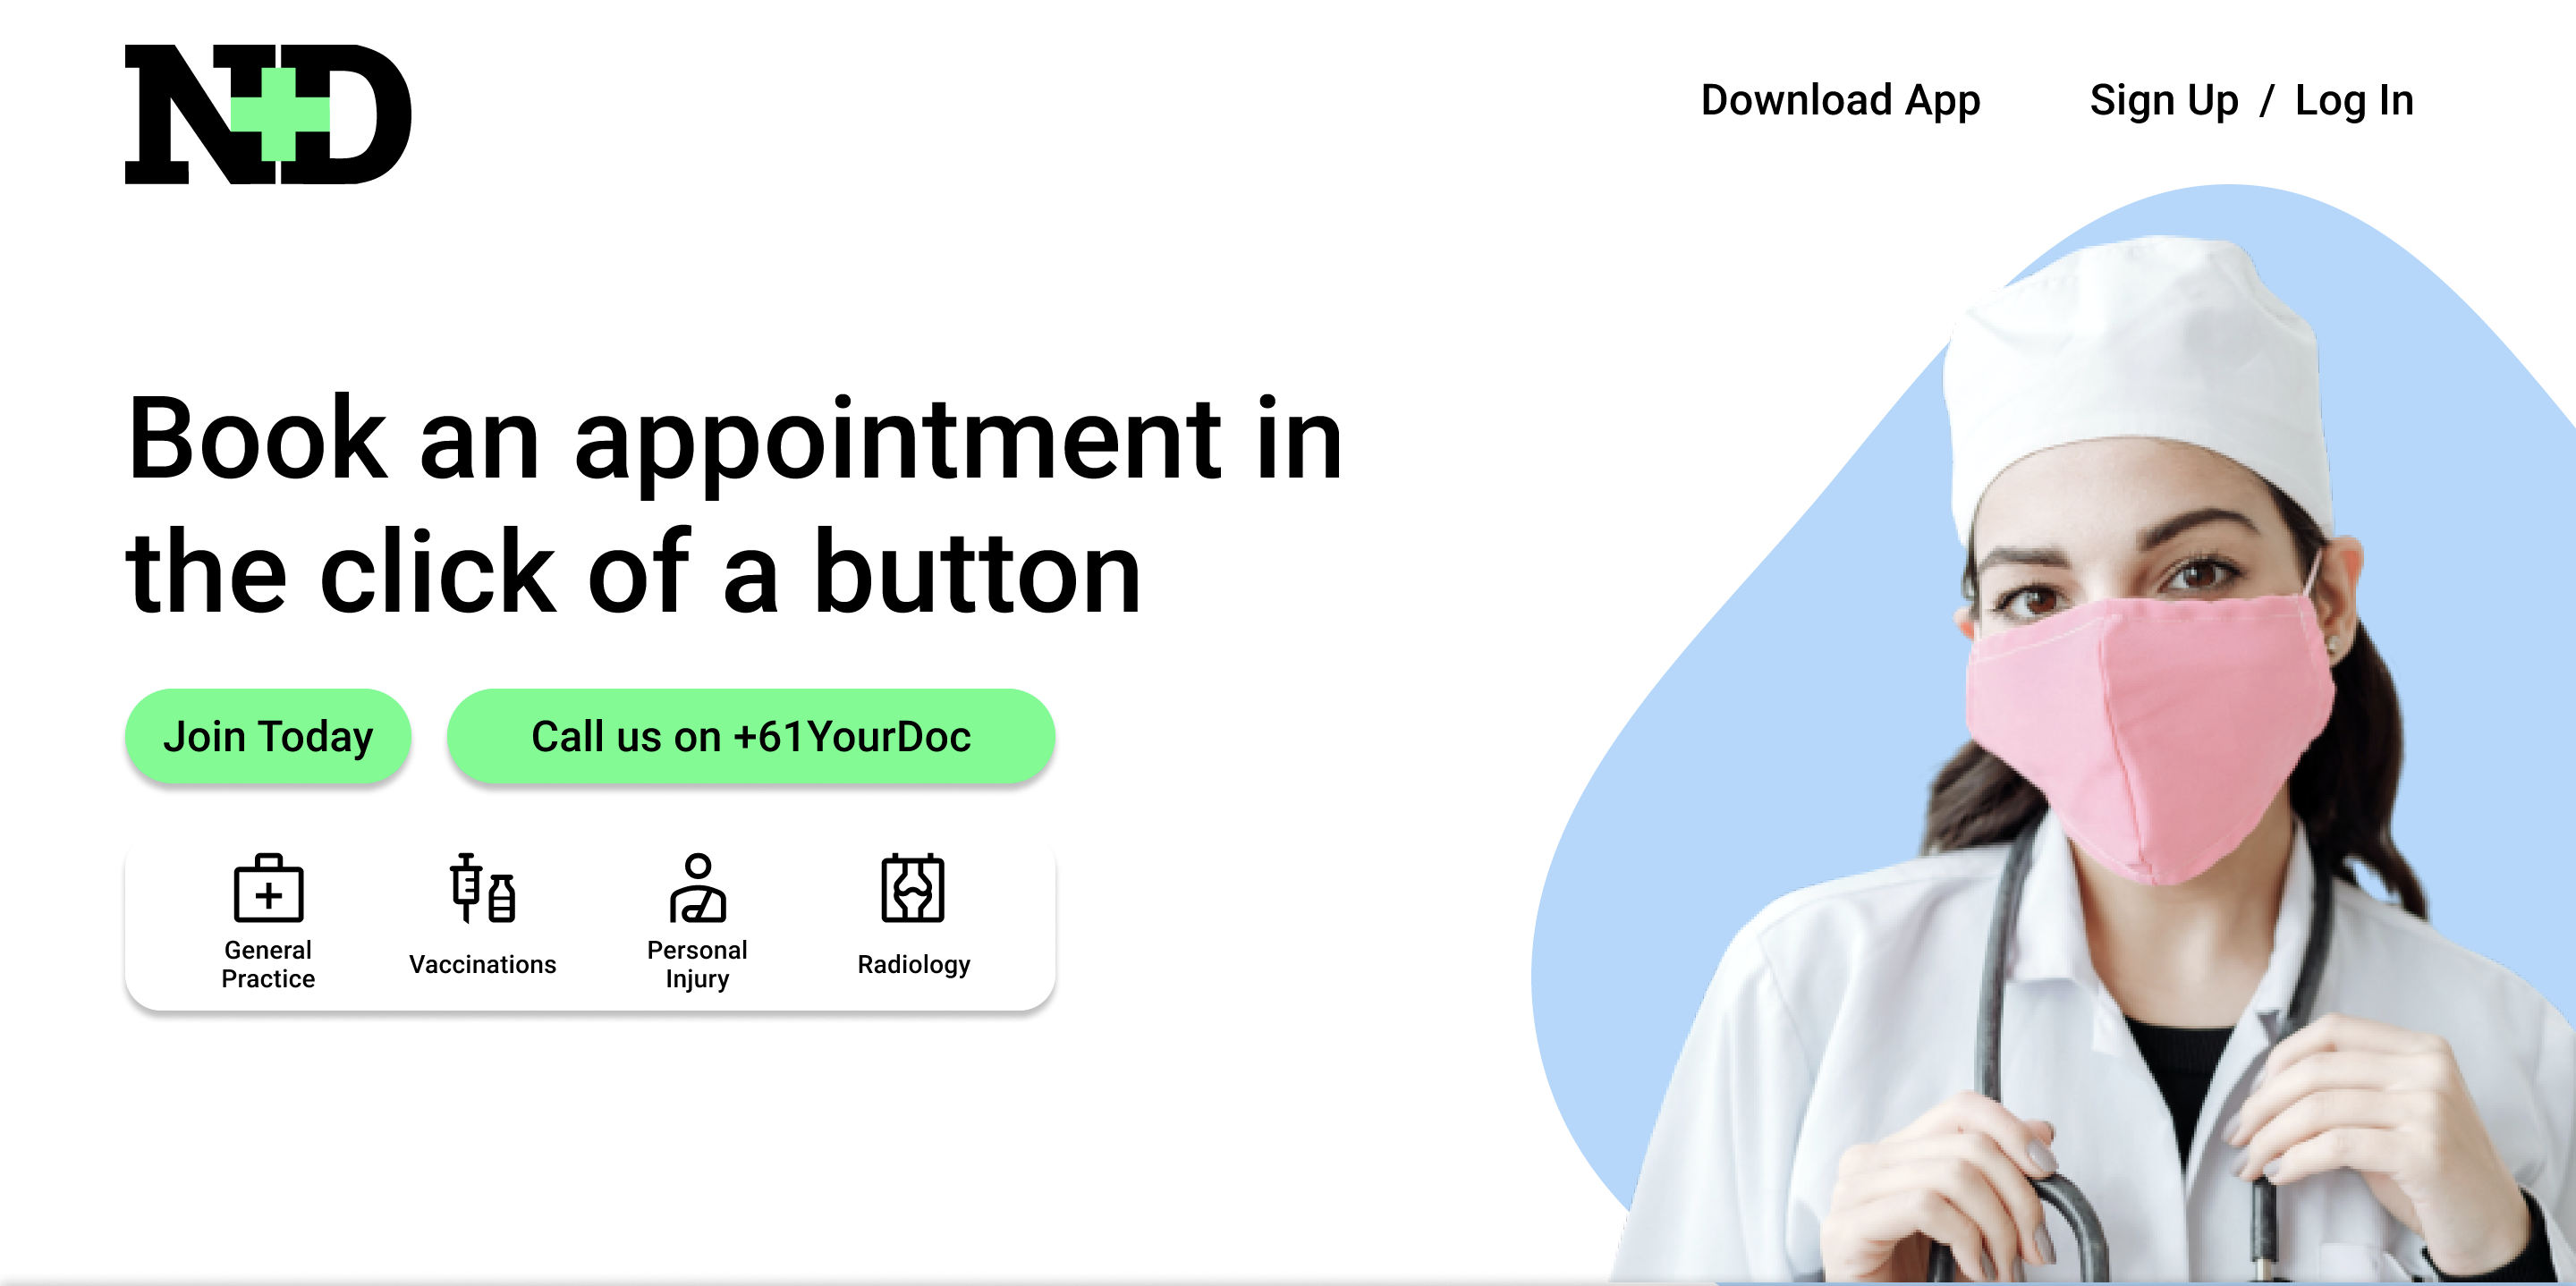 ND
Download App
Sign Up / Log In
Book an appointment in
the click of a button
Join Today
Call us on +61YourDoc
General
Practice
Vaccinations
Personal
Injury
Radiology